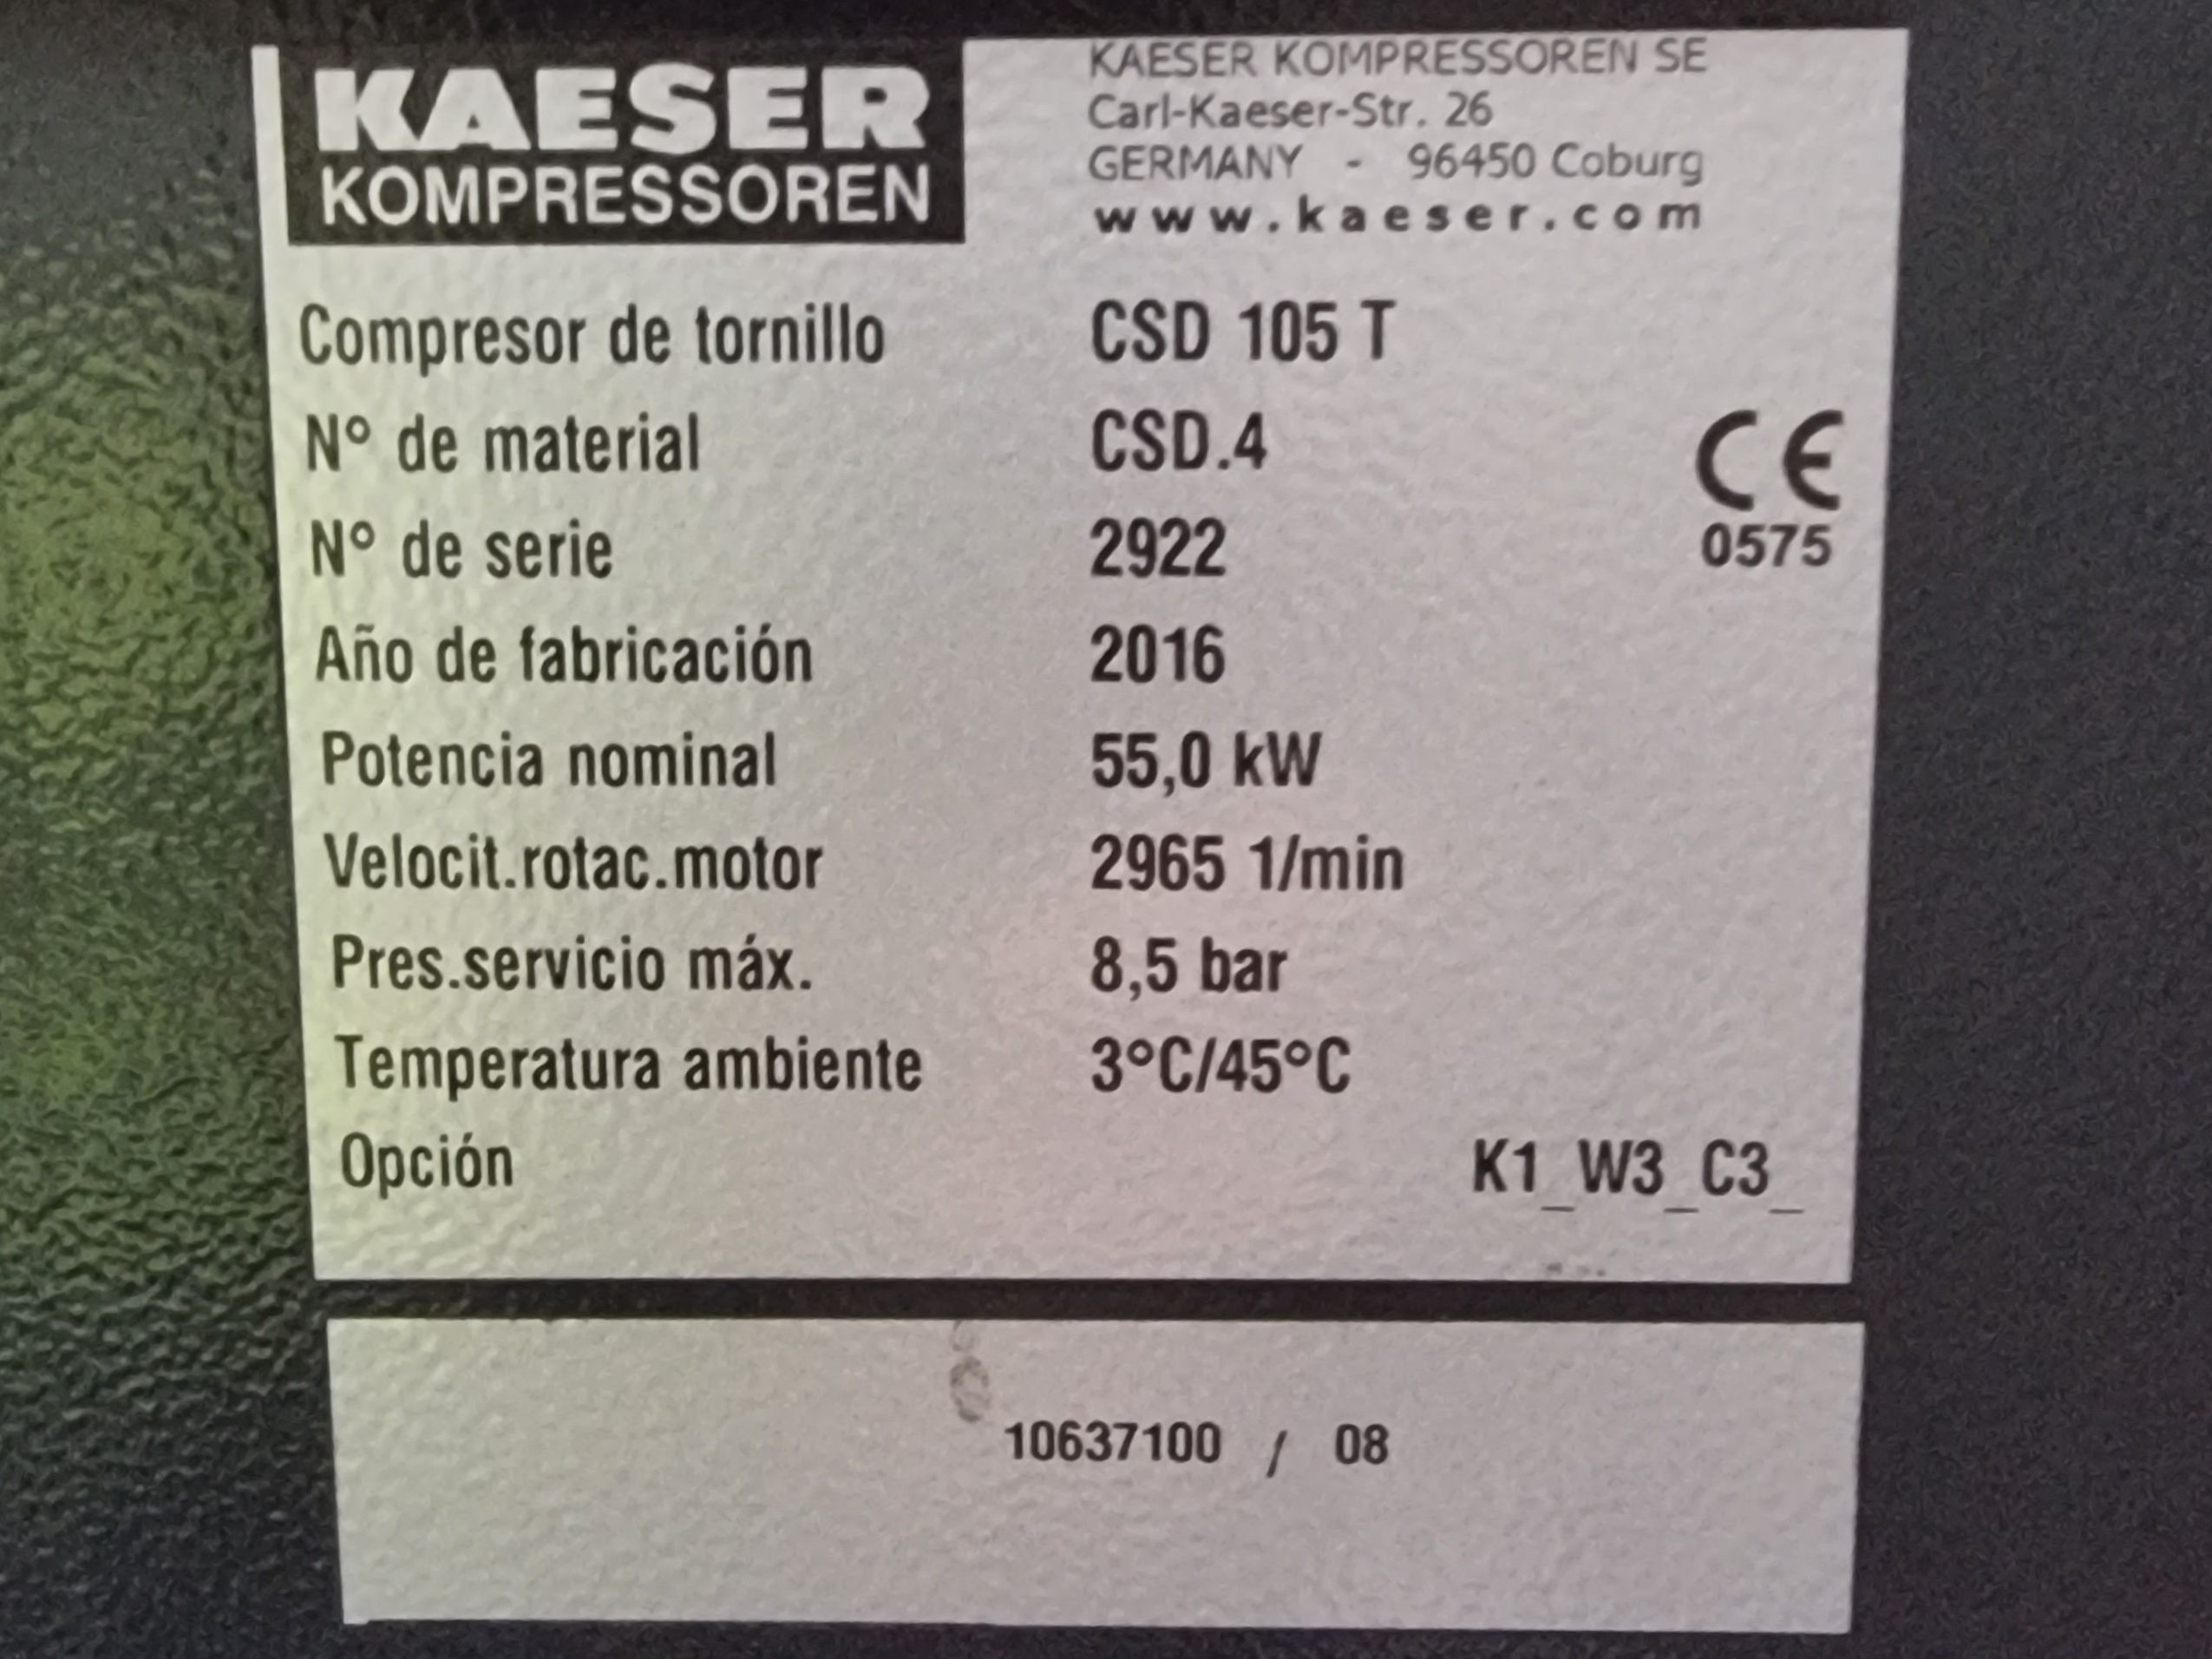 KAESER
KOMPRESSOREN
KAESER KOMPRESSOREN SE
Carl-Kaeser-Str. 26
GERMANY - 96450 Coburg
www.kaeser.com
Compresor de tornillo CSD 105 T
Nº de material CSD.4
Nº de serie 2922
CE
0575
Año de fabricación 2016
Potencia nominal 55,0 kW
Velocit.rotac.motor 2965 1/min
Pres.servicio máx. 8,5 bar
Temperatura ambiente 3°C/45°C
Opción K1_W3_C3_
10637100 / 08